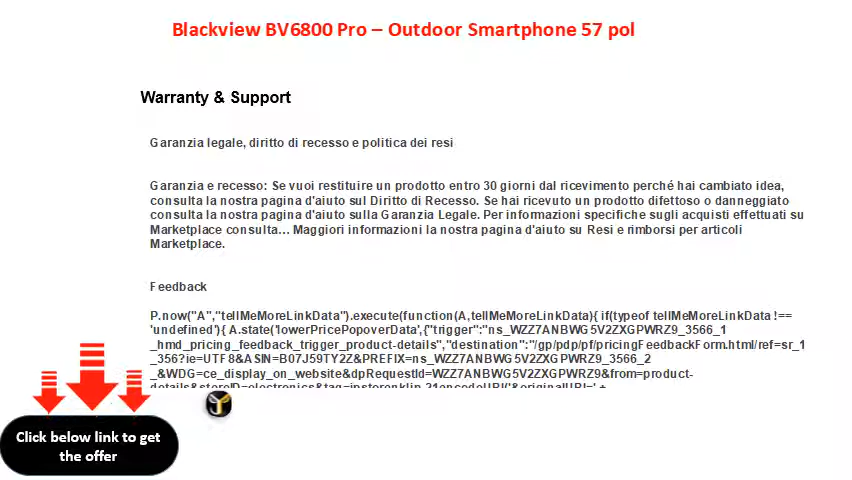 Blackview BV6800 Pro – Outdoor Smartphone 57 pol
Warranty & Support
Garanzia legale, diritto di recesso e politica dei resi
Garanzia e recesso: Se vuoi restituire un prodotto entro 30 giorni dal ricevimento perché hai cambiato idea,
consulta la nostra pagina d'aiuto sul Diritto di Recesso. Se hai ricevuto un prodotto difettoso o danneggiato
consulta la nostra pagina d'aiuto sulla Garanzia Legale. Per informazioni specifiche sugli acquisti effettuati su
Marketplace consulta… Maggiori informazioni la nostra pagina d'aiuto su Resi e rimborsi per articoli
Marketplace.
Feedback
P.now("A","tellMeMoreLinkData").execute(function(A,tellMeMoreLinkData){ if(typeof tellMeMoreLinkData !==
'undefined'){ A.state('lowerPricePopoverData',{"trigger":"ns_WZZ7ANBWG5V2ZXGPWRZ9_3566_1
_hmd_pricing_feedback_trigger_product-details","destination":"/gp/pdp/pf/pricingFeedbackForm.html/ref=sr_1
_356?ie=UTF8&ASIN=B07J59TY2Z&PREFIX=ns_WZZ7ANBWG5V2ZXGPWRZ9_3566_2
_&WDG=ce_display_on_website&dpRequestId=WZZ7ANBWG5V2ZXGPWRZ9&from=product-
Click below link to get
the offer